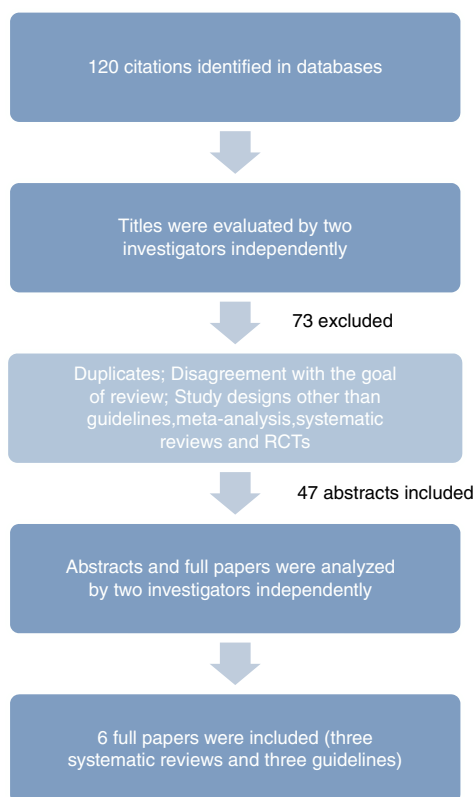 120 citations identified in databases
Titles were evaluated by two
investigators independently
73 excluded
Duplicates; Disagreement with the goal
of review; Study designs other than
guidelines,meta-analysis,systematic
reviews and RCTs
47 abstracts included
Abstracts and full papers were analyzed
by two investigators independently
6 full papers were included (three
systematic reviews and three guidelines)